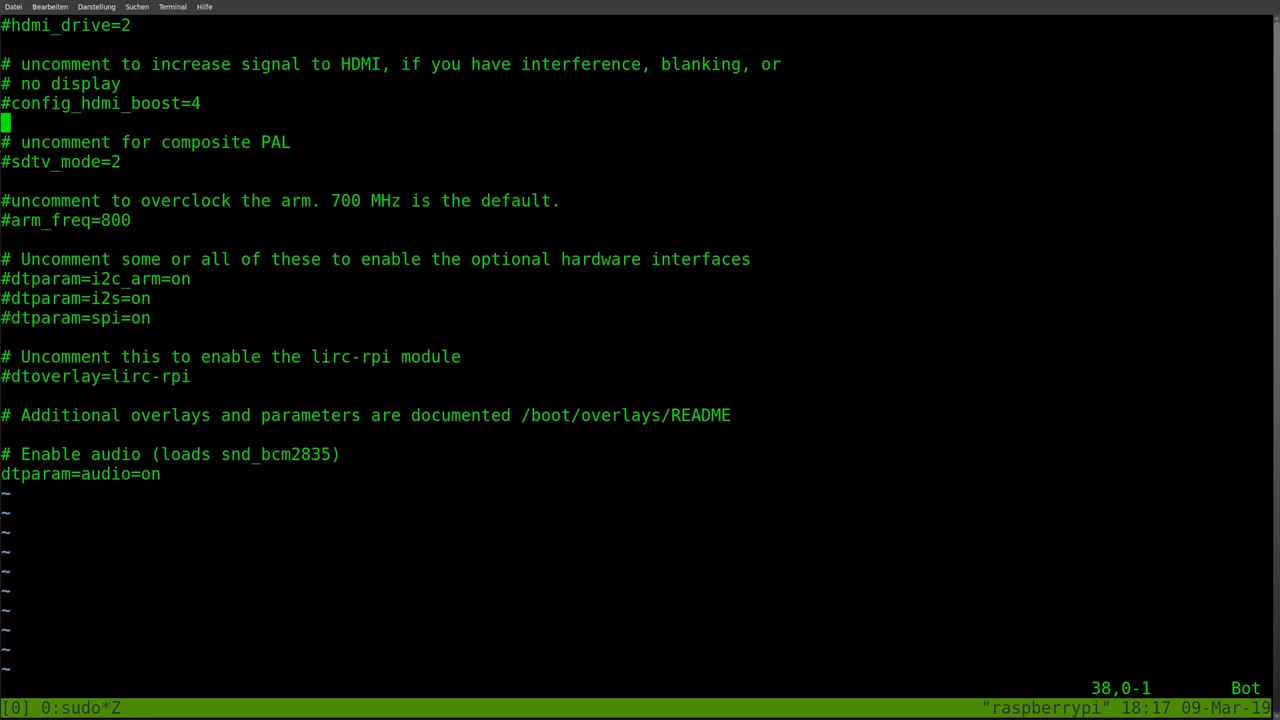 Datei Bearbeiten Darstellung Suchen Terminal Hilfe
#hdmi_drive=2
# uncomment to increase signal to HDMI, if you have interference, blanking, or
# no display
#config_hdmi_boost=4
# uncomment for composite PAL
#sdtv_mode=2
#uncomment to overclock the arm. 700 MHz is the default.
#arm_freq=800
# Uncomment some or all of these to enable the optional hardware interfaces
#dtparam=i2c_arm=on
#dtparam=i2s=on
#dtparam=spi=on
# Uncomment this to enable the lirc-rpi module
#dtoverlay=lirc-rpi
# Additional overlays and parameters are documented /boot/overlays/README
# Enable audio (loads snd_bcm2835)
dtparam=audio=on
~
~
~
~
~
~
~
~
~
~
38,0-1 Bot
[0] 0:sudo*Z "raspberrypi" 18:17 09-Mar-19